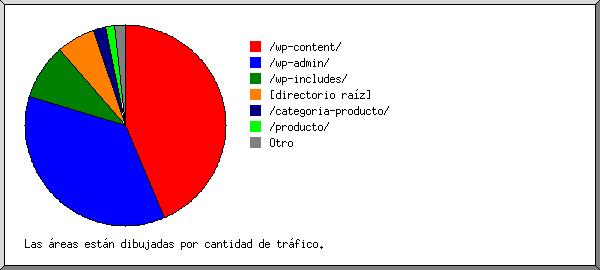 /wp-content/
/wp-admin/
/wp-includes/
[directorio raíz]
/categoria-producto/
/producto/
Otro
Las áreas están dibujadas por cantidad de tráfico.